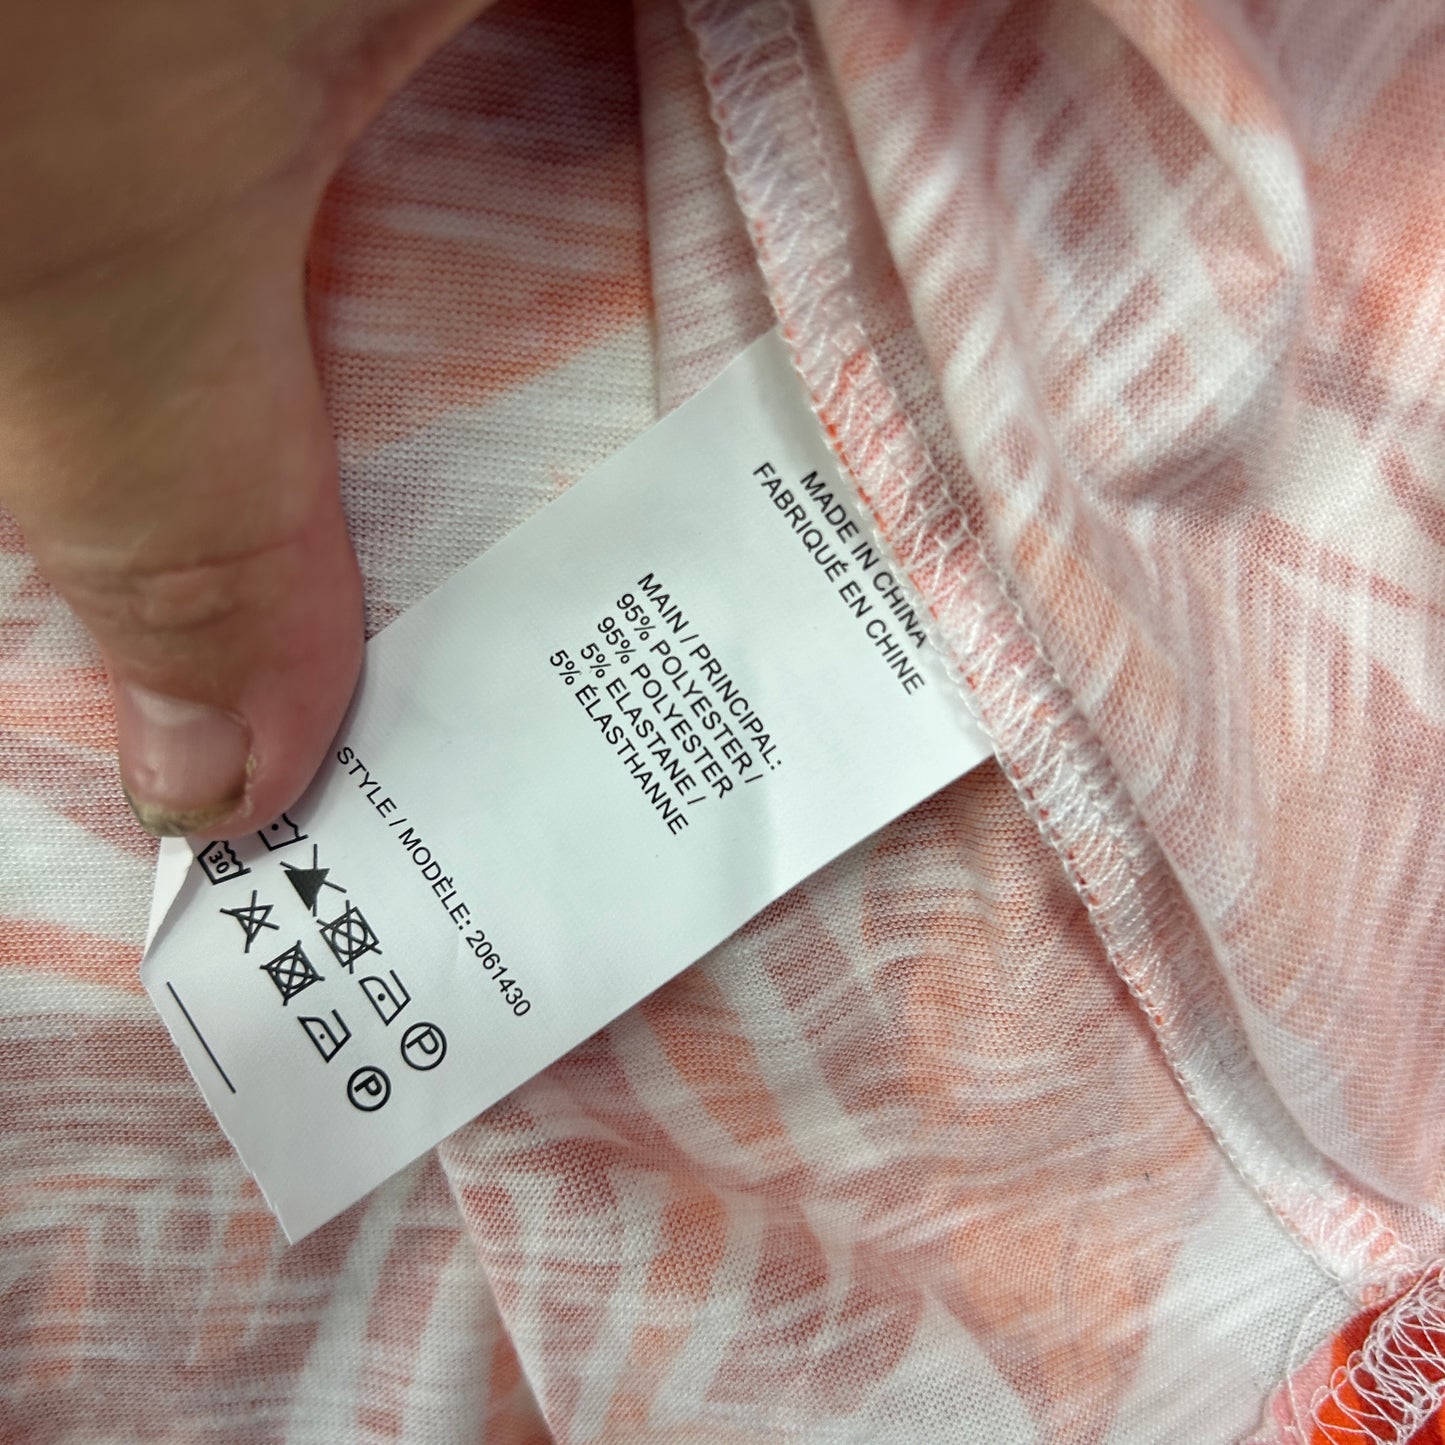 MADE IN CHINA
FABRIQUÉ EN CHINE
MAIN / PRINCIPAL:
95% POLYESTER /
95% POLYESTER
5% ELASTANE /
5% ÉLASTHANNE
STYLE / MODÈLE: 2061430
P
30
P